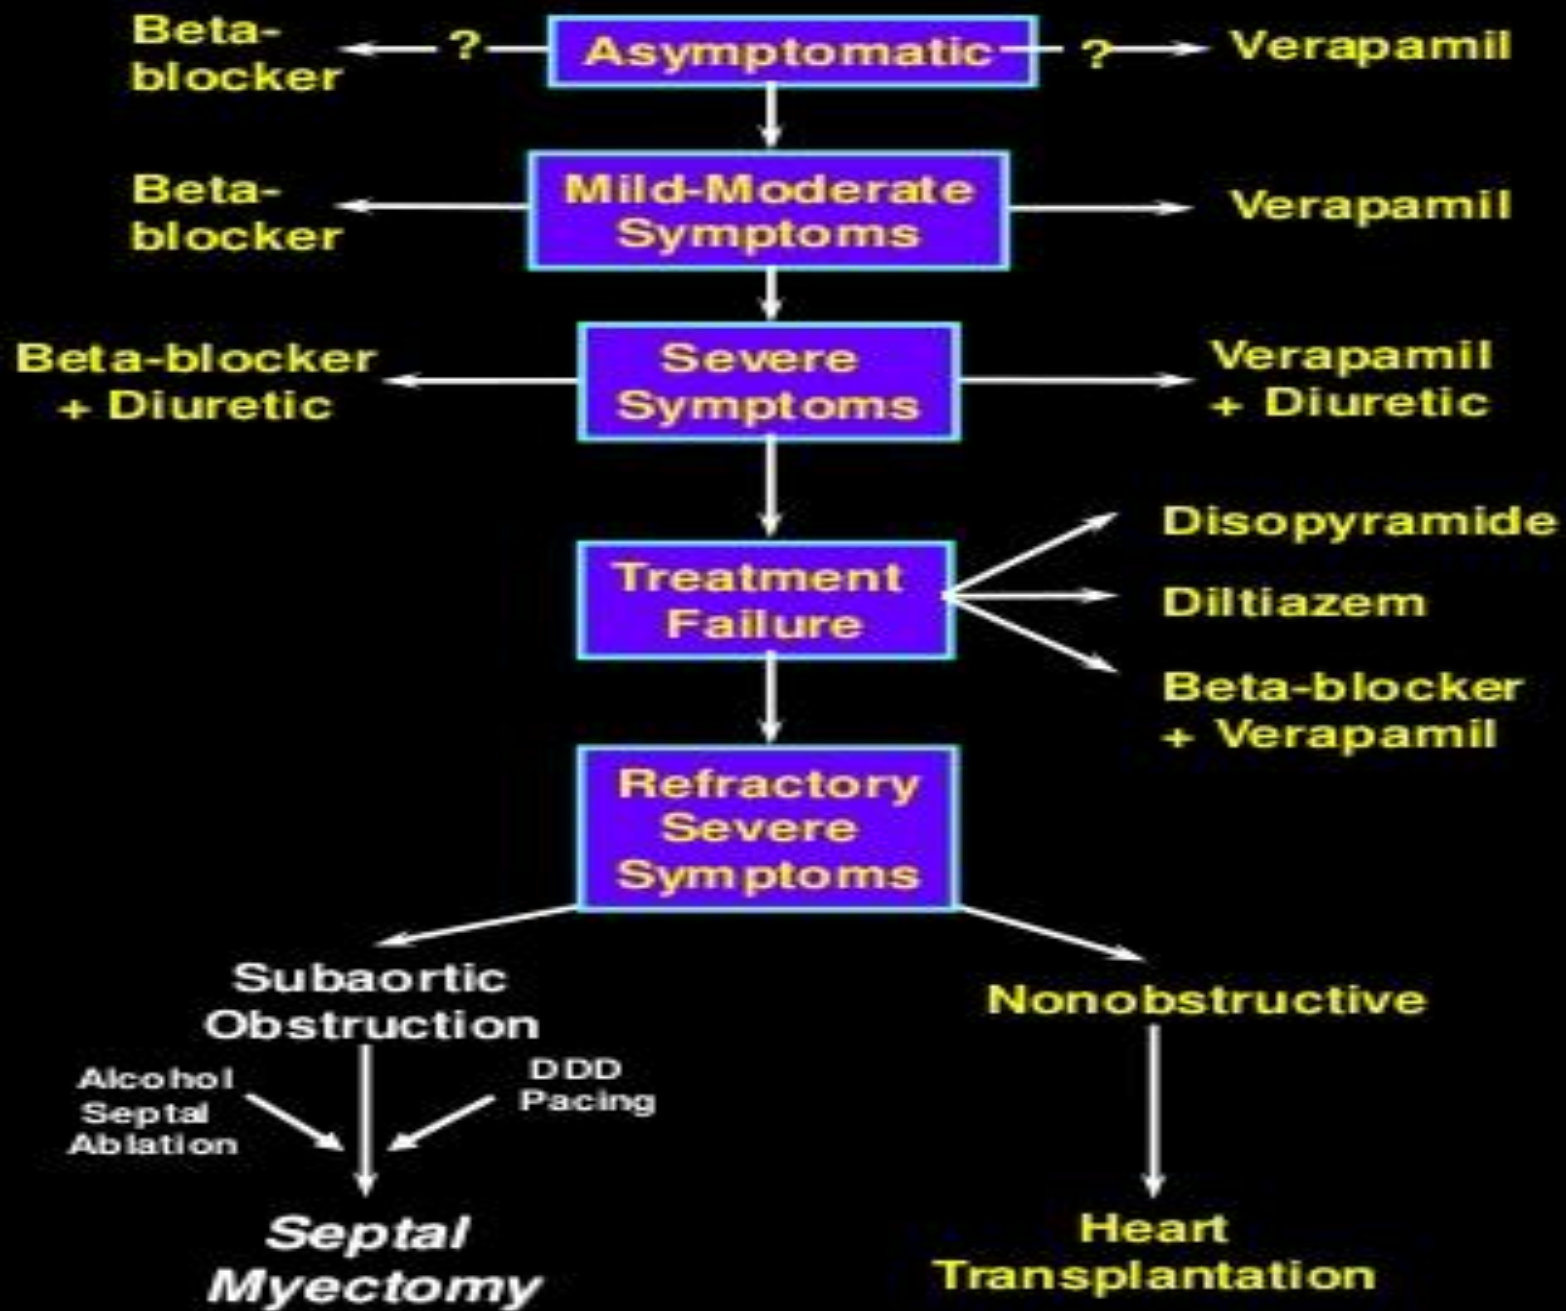 Beta-
blocker
?
Asymptomatic
?
Verapamil
Beta-
blocker
Mild-Moderate
Symptoms
Verapamil
Beta-blocker
+ Diuretic
Severe
Symptoms
Verapamil
+ Diuretic
Treatment
Failure
Disopyramide
Diltiazem
Beta-blocker
+ Verapamil
Refractory
Severe
Symptoms
Subaortic
Obstruction
Nonobstructive
Alcohol
Septal
Ablation
DDD
Pacing
Septal
Myectomy
Heart
Transplantation